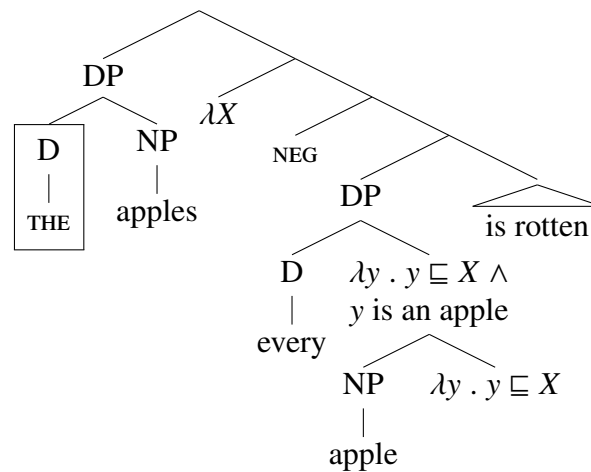 DP
λX
D
NP
NEG
THE
apples
DP
is rotten
D
λy . y ⊑ X ∧
y is an apple
every
NP
λy . y ⊑ X
apple